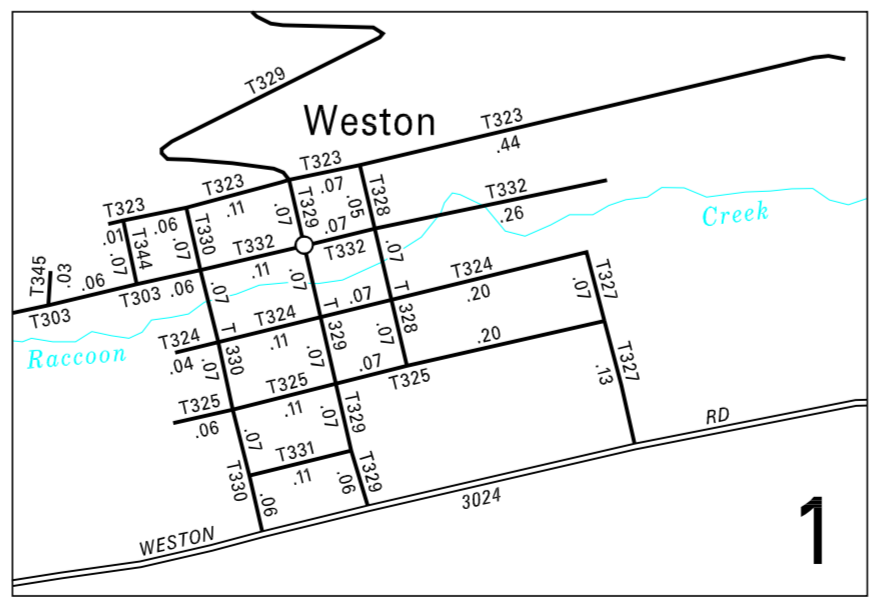 T329
Weston
T323
.44
T323
.07
T323
.11
T323
.06
.01
T344
.07
.07
T330
.07
T329
.05
T328
.07
T332
.26
Creek
T332
.11
T332
T345
.03
.06
T303
T303
.06
.07
.07
.07
T324
.20
.07
T327
T324
.11
.07
T324
.04
.07
T
330
T
329
.07
T
328
.07
Raccoon
.20
.07
T325
T325
.11
T325
.06
.13
T327
.07
.07
T329
T331
.11
T330
.06
.06
T329
RD
3024
WESTON
1